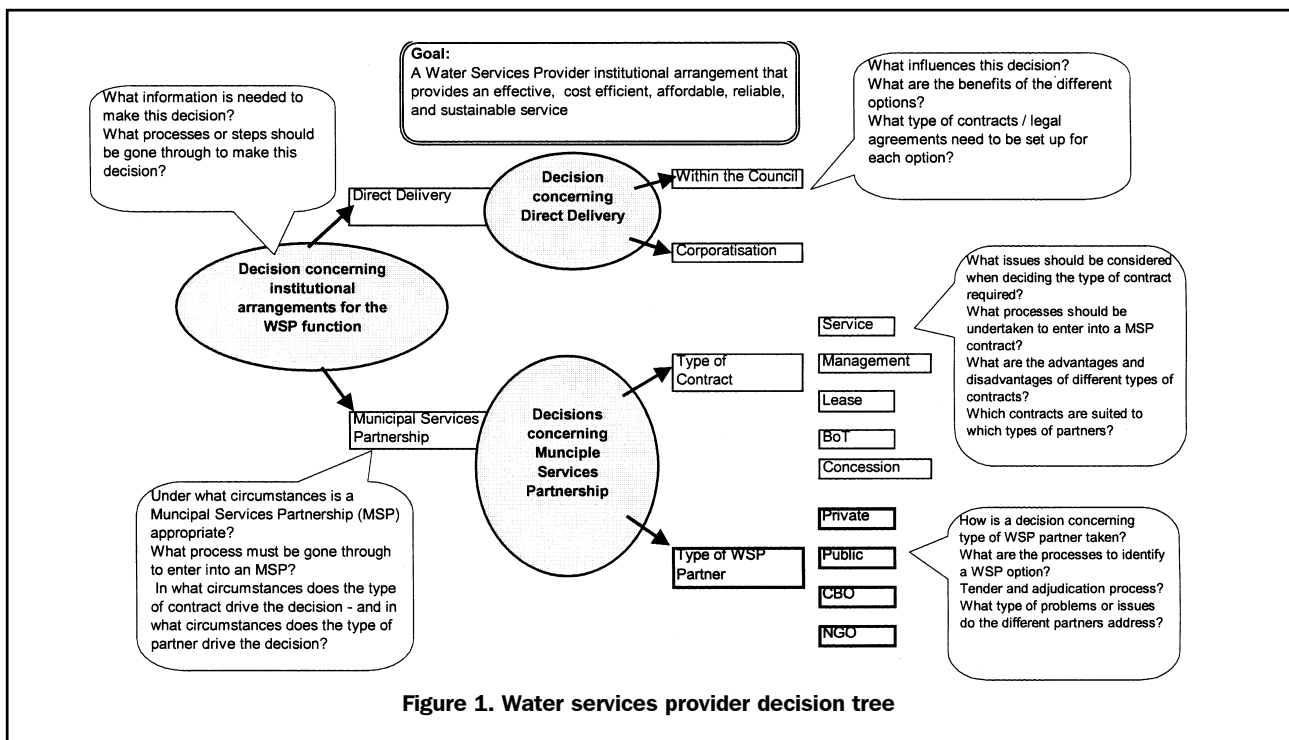 Goal:
A Water Services Provider institutional arrangement that
provides an effective, cost efficient, affordable, reliable,
and sustainable service
What information is needed to
make this decision?
What processes or steps should
be gone through to make this
decision?
What influences this decision?
What are the benefits of the different
options?
What type of contracts / legal
agreements need to be set up for
each option?
Direct Delivery
Decision
concerning
Direct Delivery
Within the Council
Corporatisation
Decision concerning
institutional
arrangements for the
WSP function
What issues should be considered
when deciding the type of contract
required?
What processes should be
undertaken to enter into a MSP
contract?
What are the advantages and
disadvantages of different types of
contracts?
Which contracts are suited to
which types of partners?
Municipal Services
Partnership
Decisions
concerning
Munciple
Services
Partnership
Type of
Contract
Service
Management
Lease
BoT
Concession
Under what circumstances is a
Muncipal Services Partnership (MSP)
appropriate?
What process must be gone through
to enter into an MSP?
In what circumstances does the type
of contract drive the decision - and in
what circumstances does the type of
partner drive the decision?
Type of WSP
Partner
Private
Public
CBO
NGO
How is a decision concerning
type of WSP partner taken?
What are the processes to identify
a WSP option?
Tender and adjudication process?
What type of problems or issues
do the different partners address?
Figure 1. Water services provider decision tree